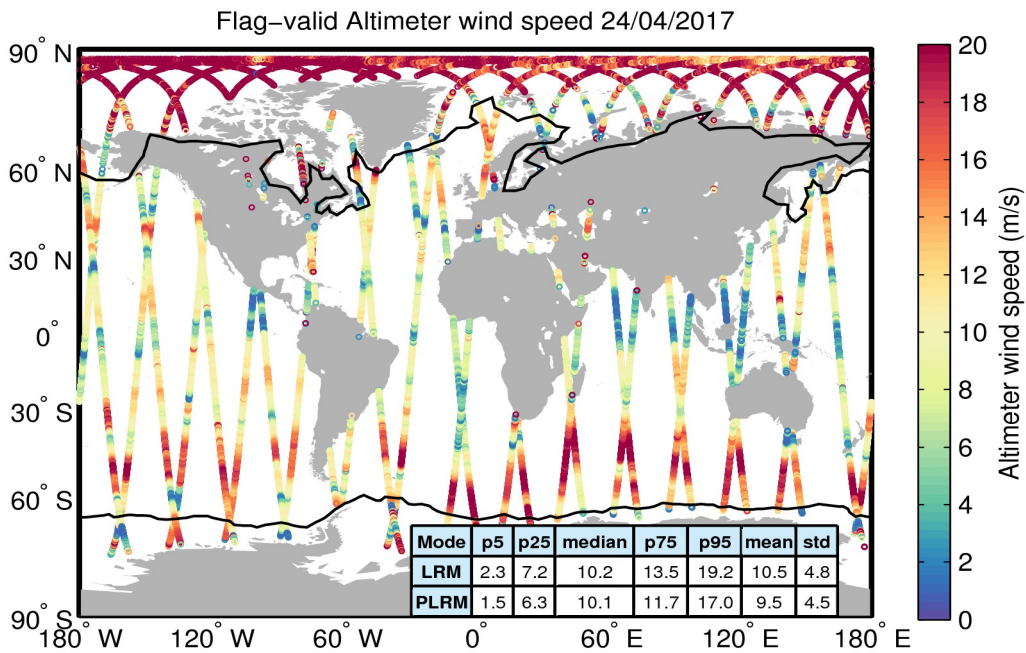 Flag−valid Altimeter wind speed 24/04/2017
90° N
60° N
30° N
0°
30° S
60° S
90° S
180° W
120° W
60° W
0°
60° E
120° E
180° E
Mode p5 p25 median p75 p95 mean std
LRM 2.3 7.2 10.2 13.5 19.2 10.5 4.8
PLRM 1.5 6.3 10.1 11.7 17.0 9.5 4.5
20
18
16
14
12
10
8
6
4
2
0
Altimeter wind speed (m/s)